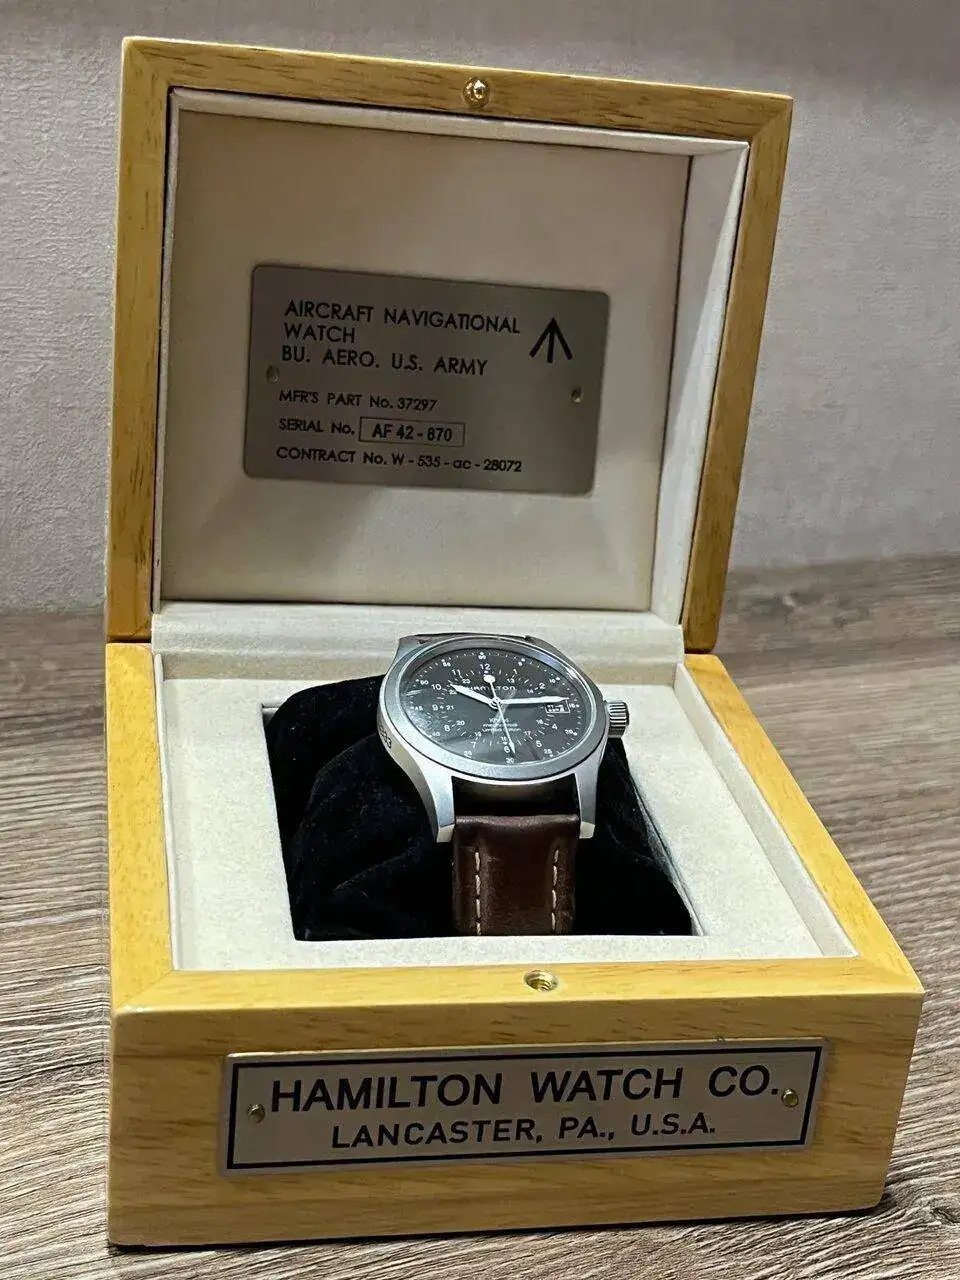 AIRCRAFT NAVIGATIONAL
WATCH
BU. AERO. U.S. ARMY
MFR'S PART No. 37297
SERIAL No. AF 42-870
CONTRACT No. W-535-ac-28072
HAMILTON
HAMILTON WATCH CO.
LANCASTER, PA., U.S.A.